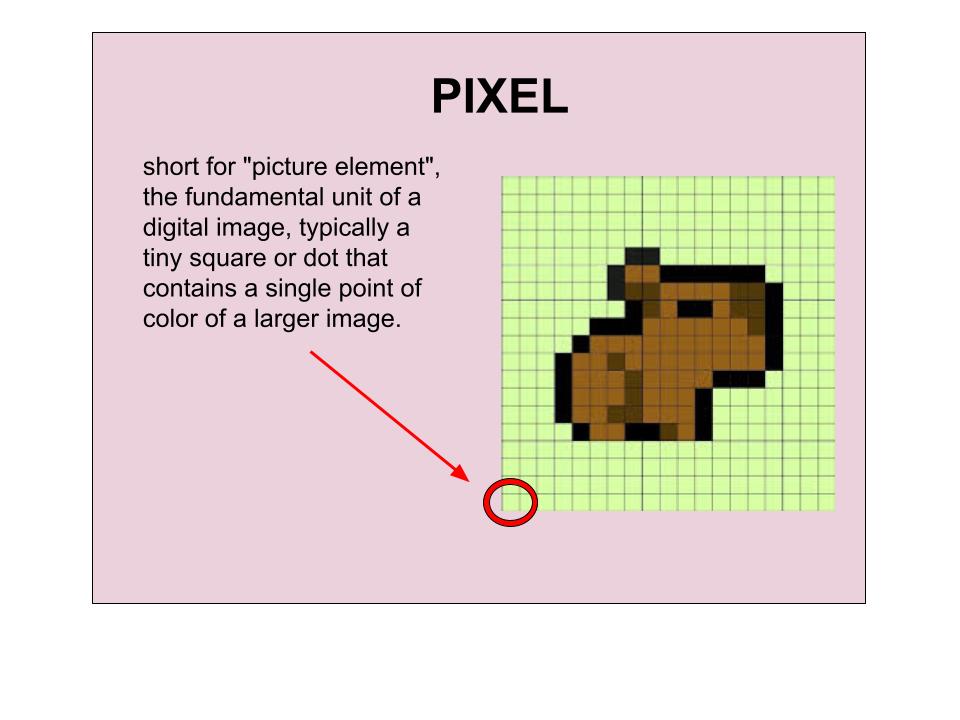 PIXEL
short for "picture element",
the fundamental unit of a
digital image, typically a
tiny square or dot that
contains a single point of
color of a larger image.